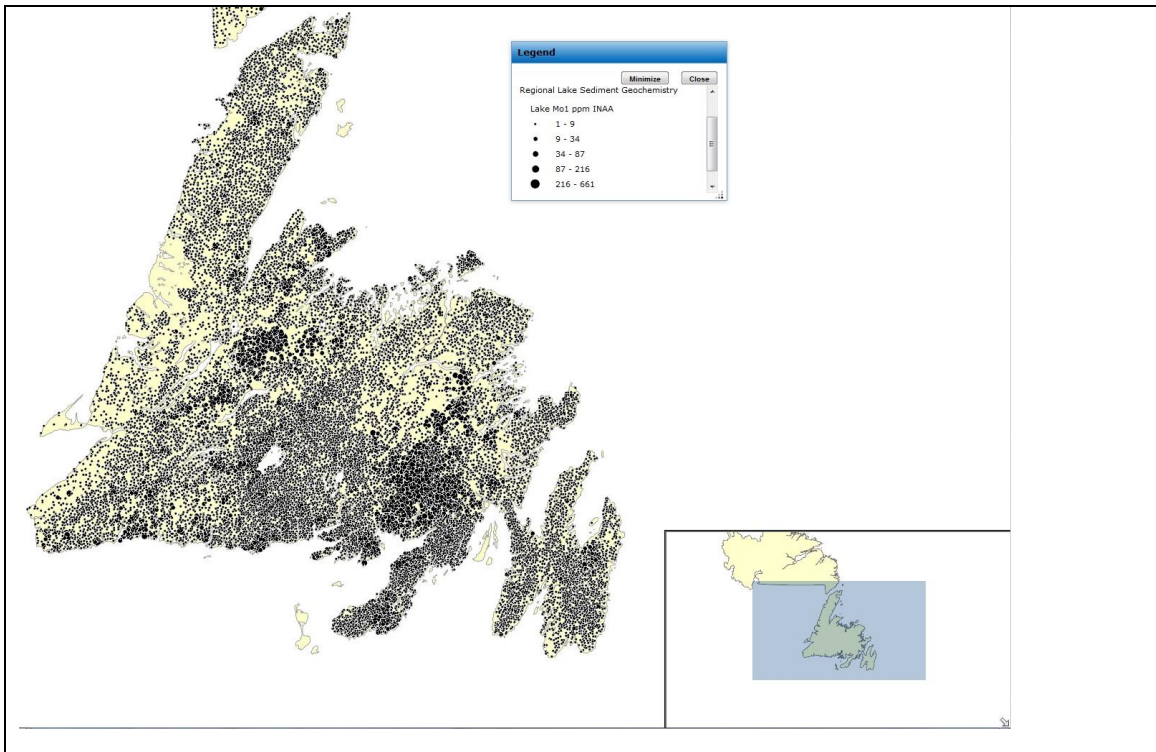 Legend
Minimize Close
Regional Lake Sediment Geochemistry
Lake Mo1 ppm INAA
1 - 9
9 - 34
34 - 87
87 - 216
216 - 661